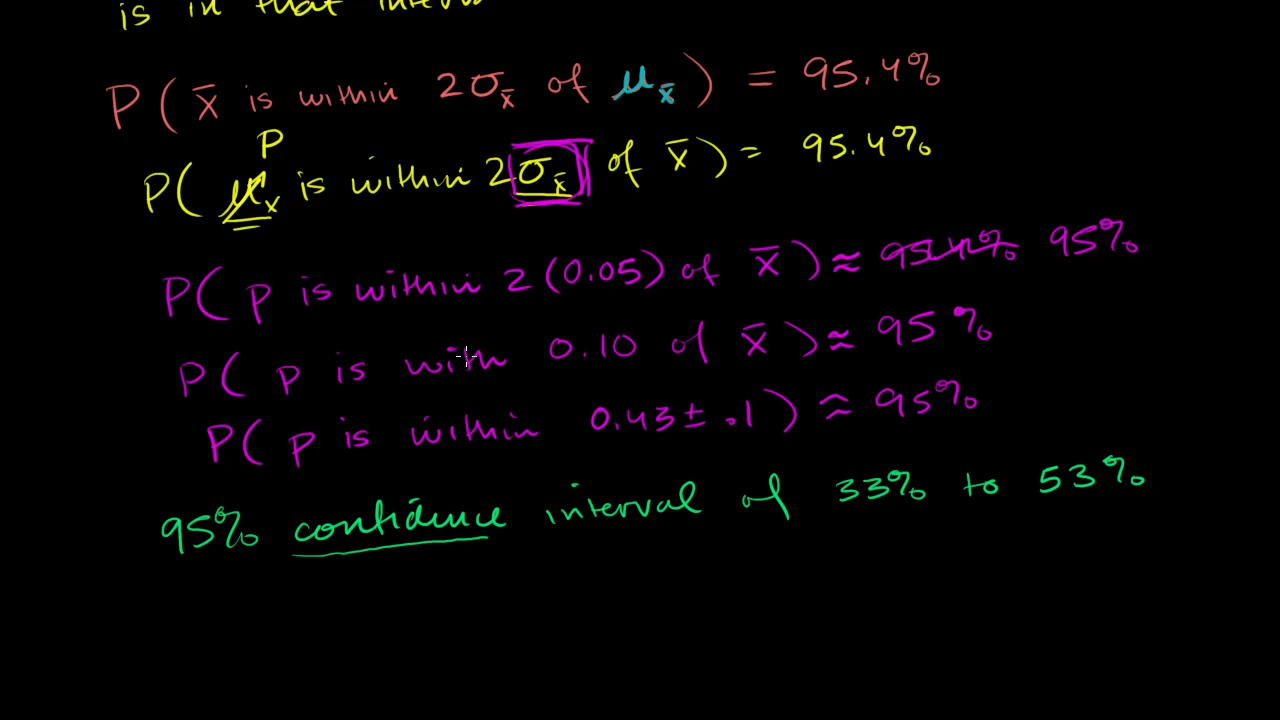 is in that
P( x̄ is within 2σx̄ of μx̄ ) = 95.4%
P
P( μx̄ is within 2σx̄ of x̄ ) = 95.4%
P( p is within 2(0.05) of x̄ ) ≈ 95.4% 95%
P( p is with 0.10 of x̄ ) ≈ 95%
P( p is within 0.43 ± .1 ) ≈ 95%
95% confidence interval of 33% to 53%